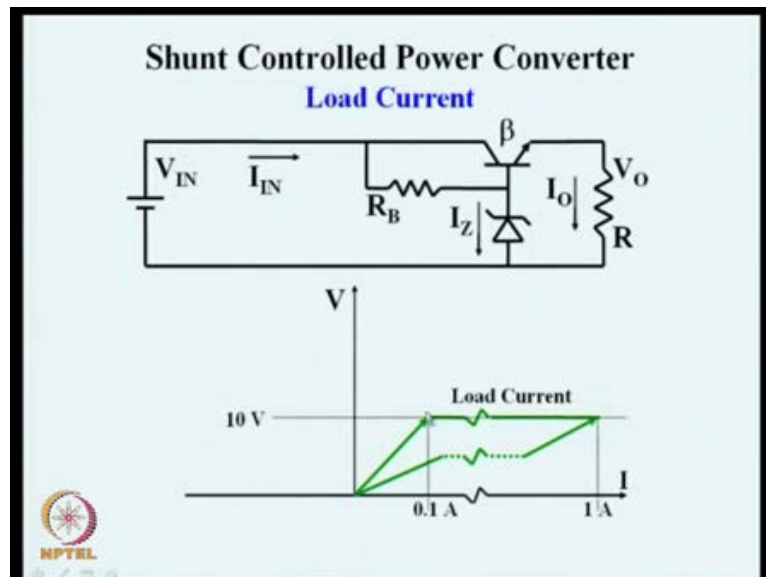 Shunt Controlled Power Converter
Load Current
β
V_IN
I_IN
V_O
I_O
R_B
I_Z
R
V
Load Current
10 V
I
0.1 A
1 A
NPTEL